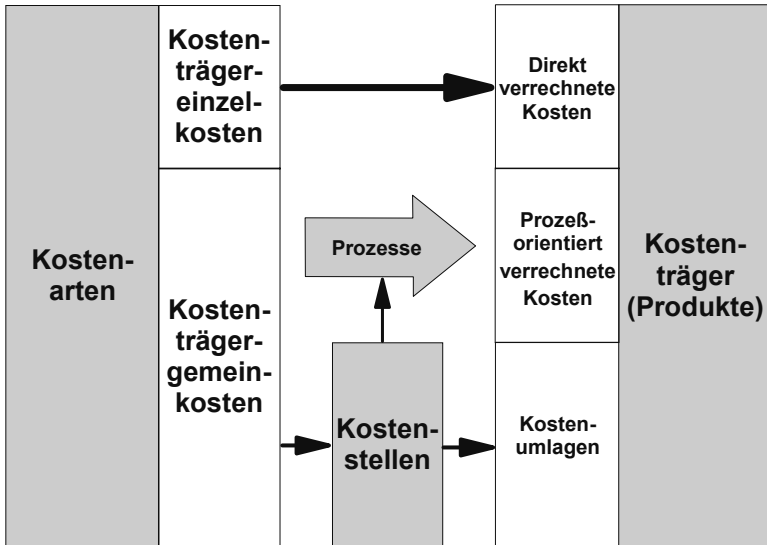 Kosten-
arten
Kosten-
träger-
einzel-
kosten
Kosten-
träger-
gemein-
kosten
Prozesse
Kosten-
stellen
Direkt
verrechnete
Kosten
Prozeß-
orientiert
verrechnete
Kosten
Kosten-
umlagen
Kosten-
träger
(Produkte)